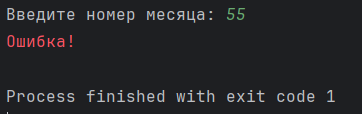 Введите номер месяца: 55
Ошибка!
Process finished with exit code 1